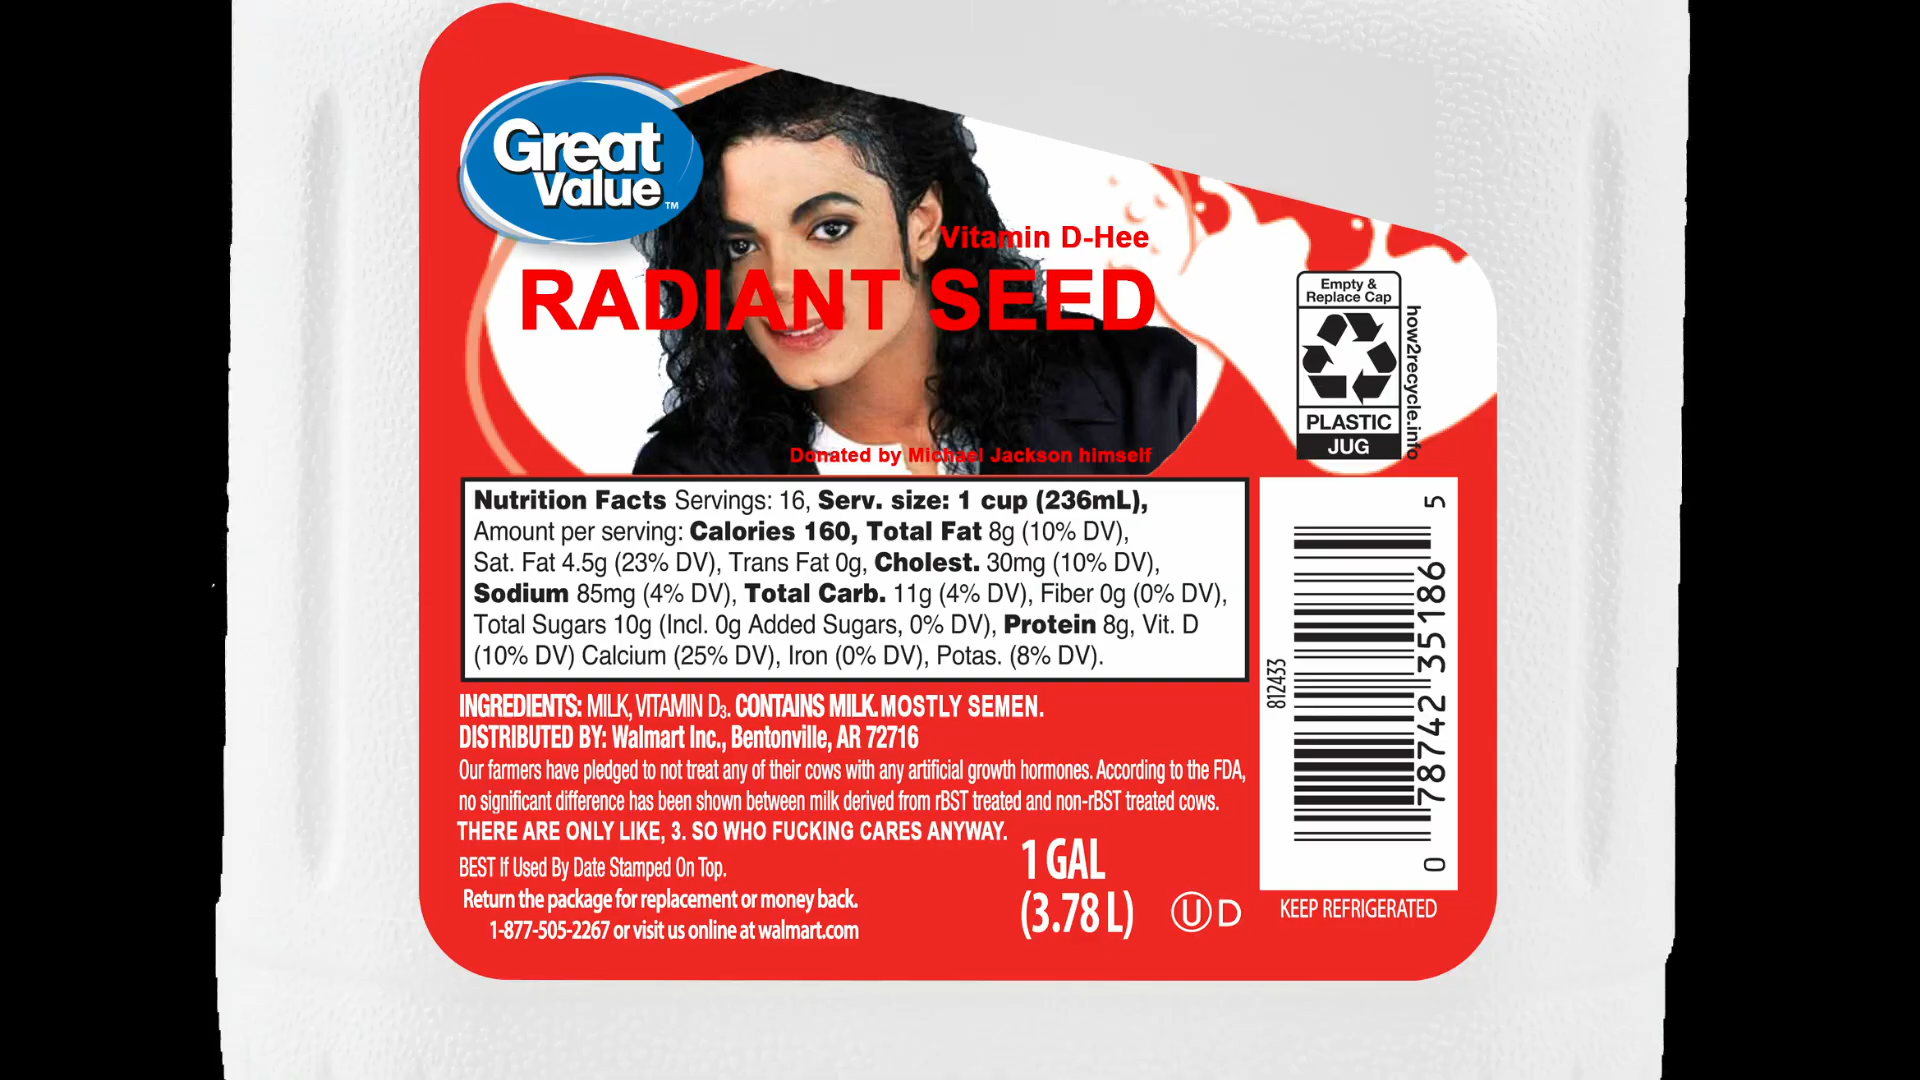 Great
Value™
Vitamin D-Hee
RADIANT SEED
Donated by Michael Jackson himself
Empty &
Replace Cap
PLASTIC
JUG
how2recycle.info
Nutrition Facts Servings: 16, Serv. size: 1 cup (236mL),
Amount per serving: Calories 160, Total Fat 8g (10% DV),
Sat. Fat 4.5g (23% DV), Trans Fat 0g, Cholest. 30mg (10% DV),
Sodium 85mg (4% DV), Total Carb. 11g (4% DV), Fiber 0g (0% DV),
Total Sugars 10g (Incl. 0g Added Sugars, 0% DV), Protein 8g, Vit. D
(10% DV) Calcium (25% DV), Iron (0% DV), Potas. (8% DV).
INGREDIENTS: MILK, VITAMIN D3. CONTAINS MILK. MOSTLY SEMEN.
DISTRIBUTED BY: Walmart Inc., Bentonville, AR 72716
Our farmers have pledged to not treat any of their cows with any artificial growth hormones. According to the FDA,
no significant difference has been shown between milk derived from rBST treated and non-rBST treated cows.
THERE ARE ONLY LIKE, 3. SO WHO FUCKING CARES ANYWAY.
BEST If Used By Date Stamped On Top.
Return the package for replacement or money back.
1-877-505-2267 or visit us online at walmart.com
1 GAL
(3.78 L)
U D
812433
0 78742 35186 5
KEEP REFRIGERATED